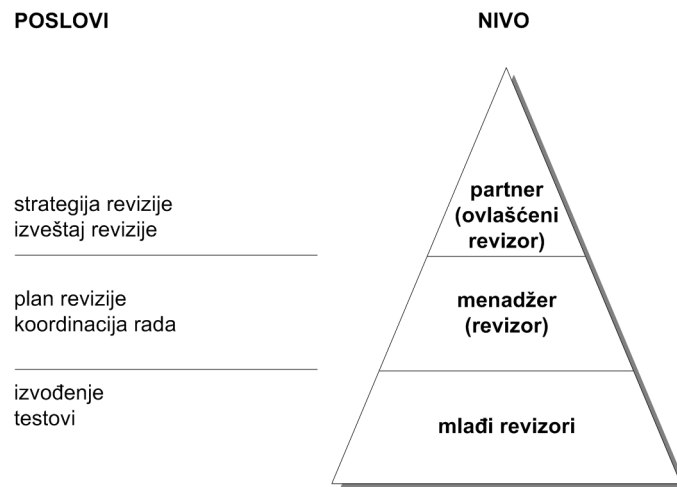 POSLOVI
NIVO
strategija revizije
izveštaj revizije
partner
(ovlašćeni
revizor)
plan revizije
koordinacija rada
menadžer
(revizor)
izvođenje
testovi
mlađi revizori